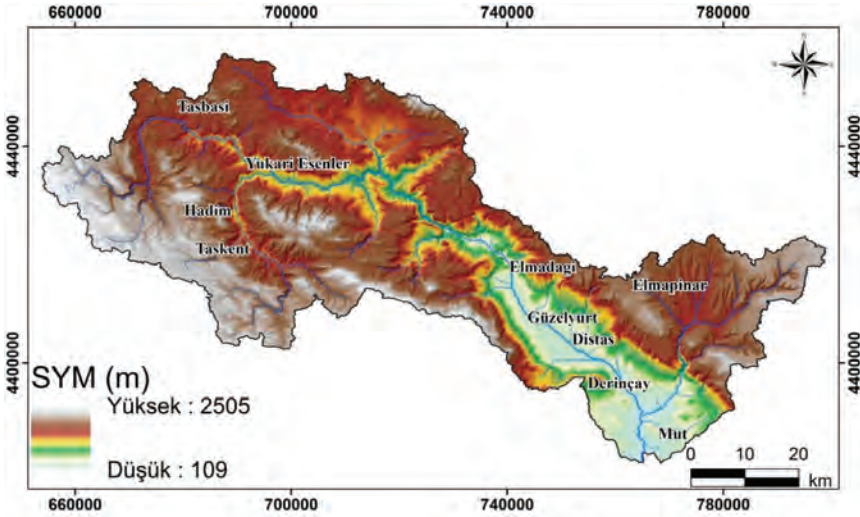 660000 700000 740000 780000
N
Tasbasi
4440000
4440000
Yukari Esenler
Hadim
Taskent
Elmadagi
Elmapinar
Güzelyurt
Distas
4400000
4400000
SYM (m)
Derinçay
Yüksek : 2505
Mut
Düşük : 109
0 10 20
km
660000 700000 740000 780000